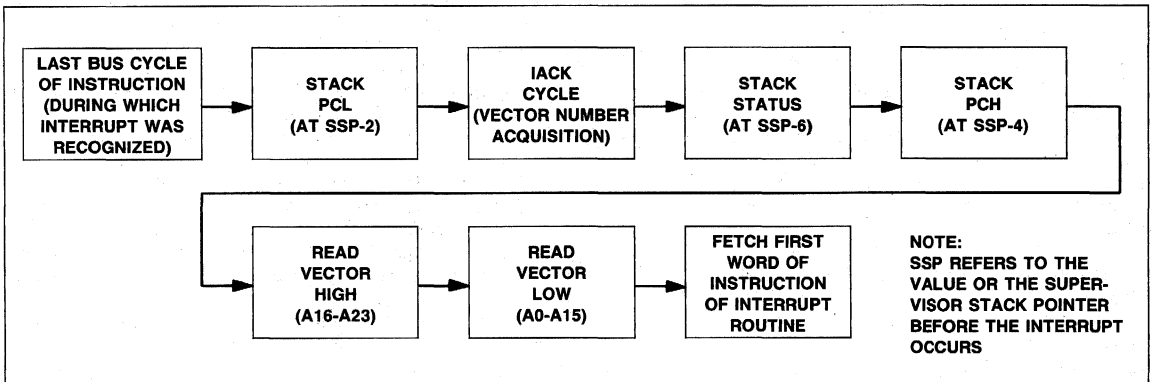 LAST BUS CYCLE
OF INSTRUCTION
(DURING WHICH
INTERRUPT WAS
RECOGNIZED)
STACK
PCL
(AT SSP-2)
IACK
CYCLE
(VECTOR NUMBER
ACQUISITION)
STACK
STATUS
(AT SSP-6)
STACK
PCH
(AT SSP-4)
READ
VECTOR
HIGH
(A16-A23)
READ
VECTOR
LOW
(A0-A15)
FETCH FIRST
WORD OF
INSTRUCTION
OF INTERRUPT
ROUTINE
NOTE:
SSP REFERS TO THE
VALUE OR THE SUPER-
VISOR STACK POINTER
BEFORE THE INTERRUPT
OCCURS